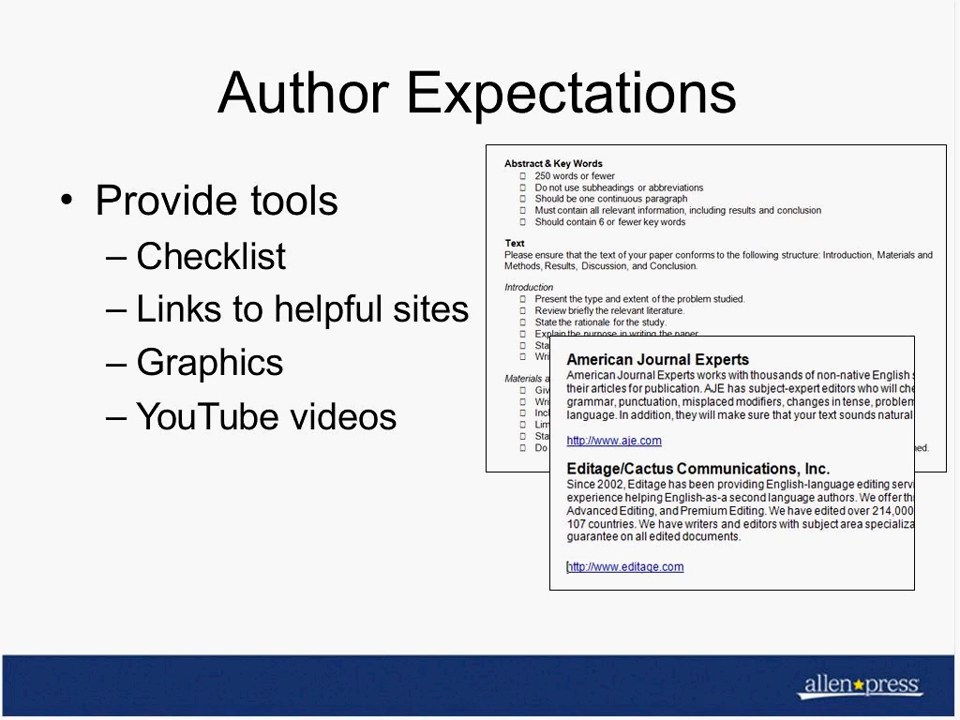 Author Expectations
• Provide tools
– Checklist
– Links to helpful sites
– Graphics
– YouTube videos
Abstract & Key Words
250 words or fewer
Do not use subheadings or abbreviations
Should be one continuous paragraph
Must contain all relevant information, including results and conclusion
Should contain 6 or fewer key words
Text
Please ensure that the text of your paper conforms to the following structure: Introduction, Materials and
Methods, Results, Discussion, and Conclusion.
Introduction
Present the type and extent of the problem studied.
Review briefly the relevant literature.
State the rationale for the study.
Explain the purpose in writing the paper
Materials
American Journal Experts
American Journal Experts works with thousands of non-native English
their articles for publication. AJE has subject-expert editors who will
grammar, punctuation, misplaced modifiers, changes in tense,
language. In addition, they will make sure that your text sounds natural
http://www.aje.com
Editage/Cactus Communications, Inc.
Since 2002, Editage has been providing English-language editing
experience helping English-as-a second language authors. We offer
Advanced Editing, and Premium Editing. We have edited over 214,000
107 countries. We have writers and editors with subject area
guarantee on all edited documents.
http://www.editage.com
allen press